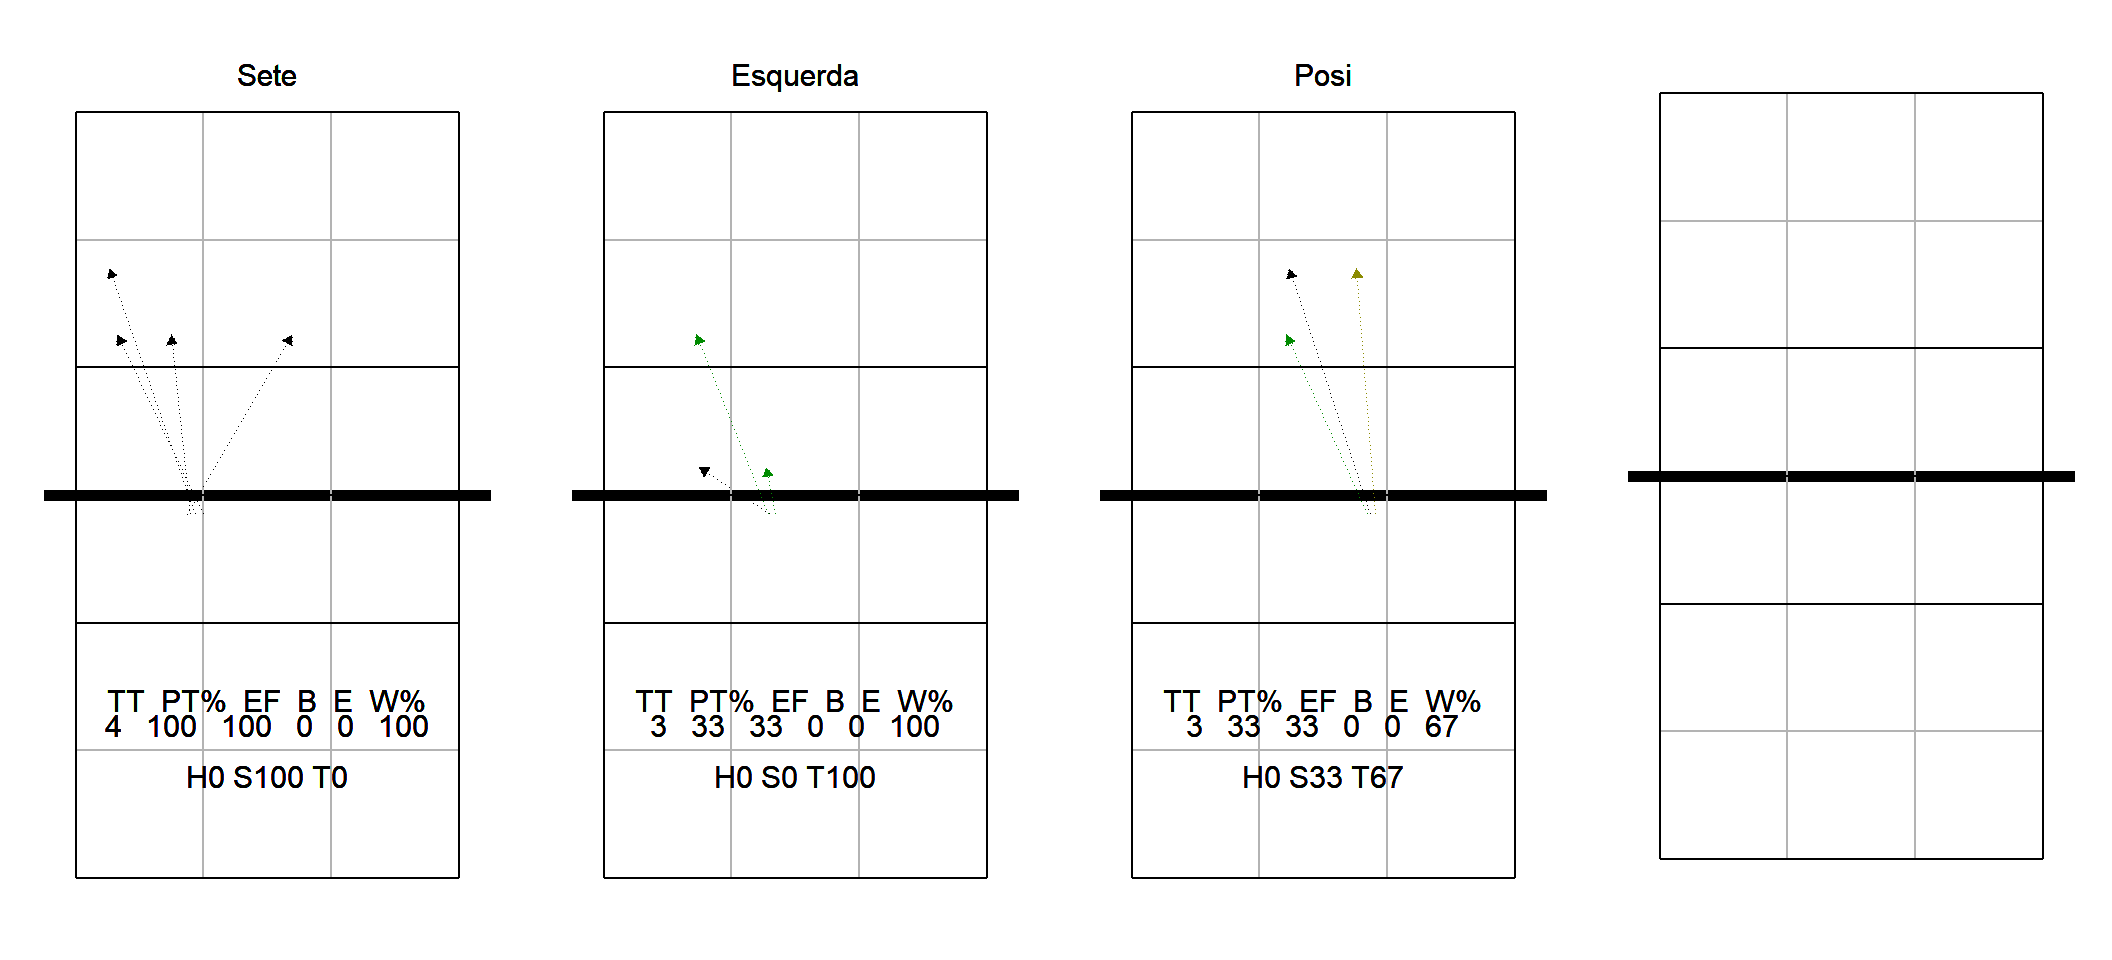 Sete
TT PT% EF B E W%
4 100 100 0 0 100
H0 S100 T0
Esquerda
TT PT% EF B E W%
3 33 33 0 0 100
H0 S0 T100
Posi
TT PT% EF B E W%
3 33 33 0 0 67
H0 S33 T67